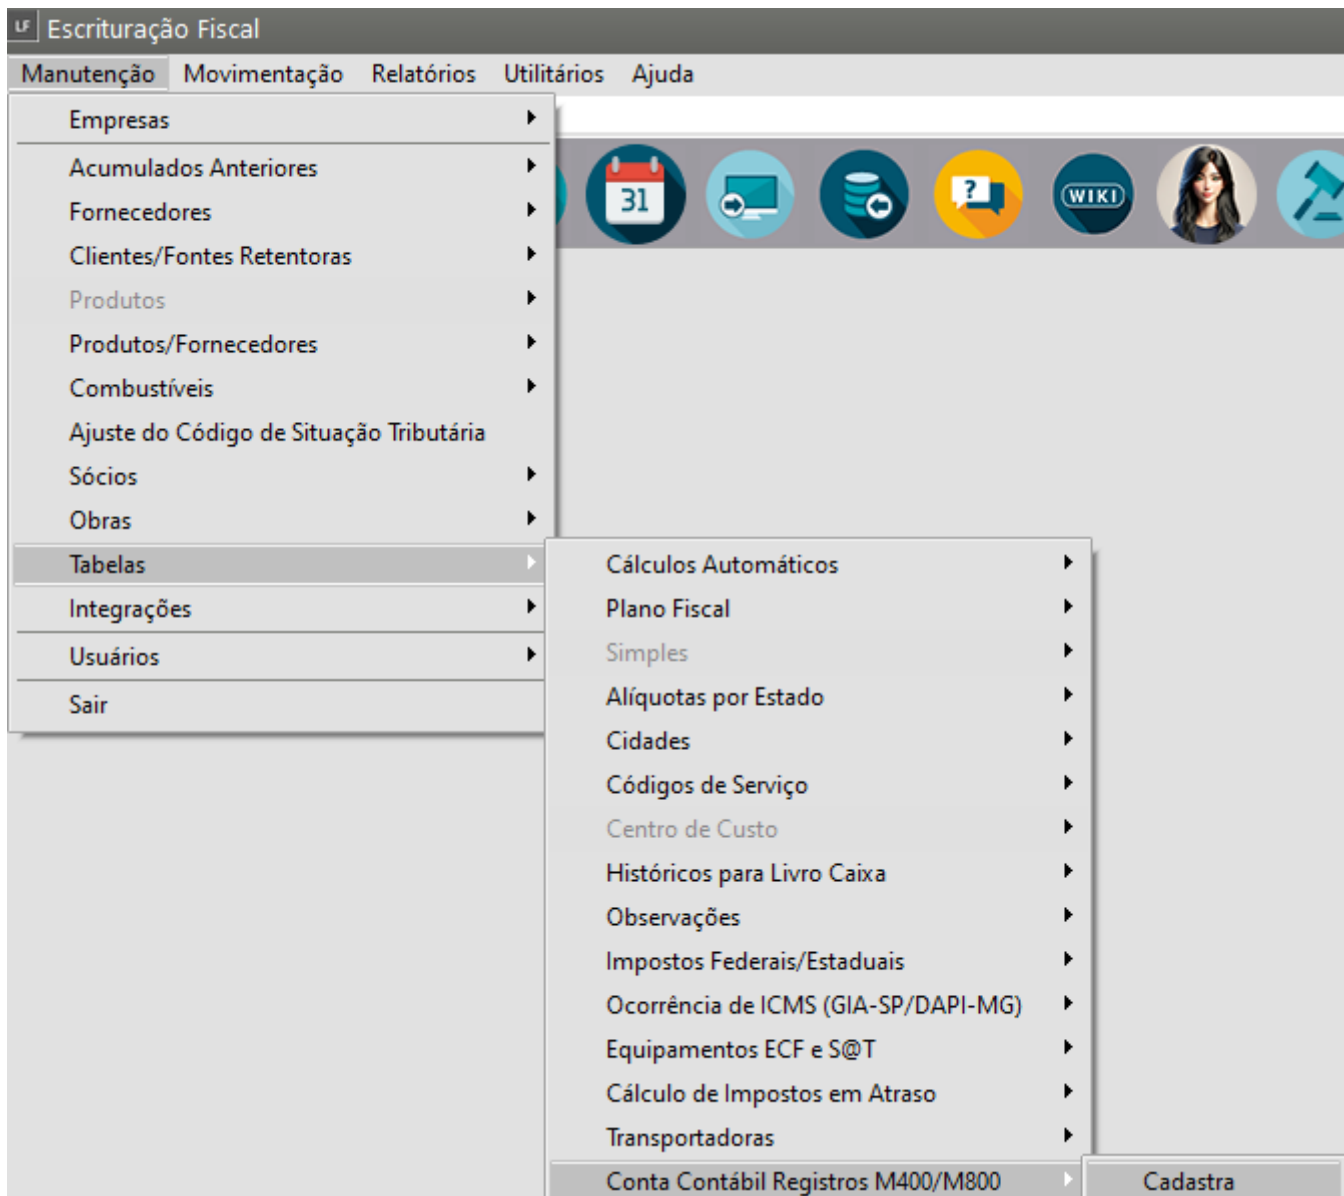 LF Escrituração Fiscal
Manutenção Movimentação Relatórios Utilitários Ajuda
Empresas
Acumulados Anteriores
Fornecedores
Clientes/Fontes Retentoras
Produtos
Produtos/Fornecedores
Combustíveis
Ajuste do Código de Situação Tributária
Sócios
Obras
Tabelas
Integrações
Usuários
Sair
31
?
WIKI
Cálculos Automáticos
Plano Fiscal
Simples
Alíquotas por Estado
Cidades
Códigos de Serviço
Centro de Custo
Históricos para Livro Caixa
Observações
Impostos Federais/Estaduais
Ocorrência de ICMS (GIA-SP/DAPI-MG)
Equipamentos ECF e S@T
Cálculo de Impostos em Atraso
Transportadoras
Conta Contábil Registros M400/M800
Cadastra